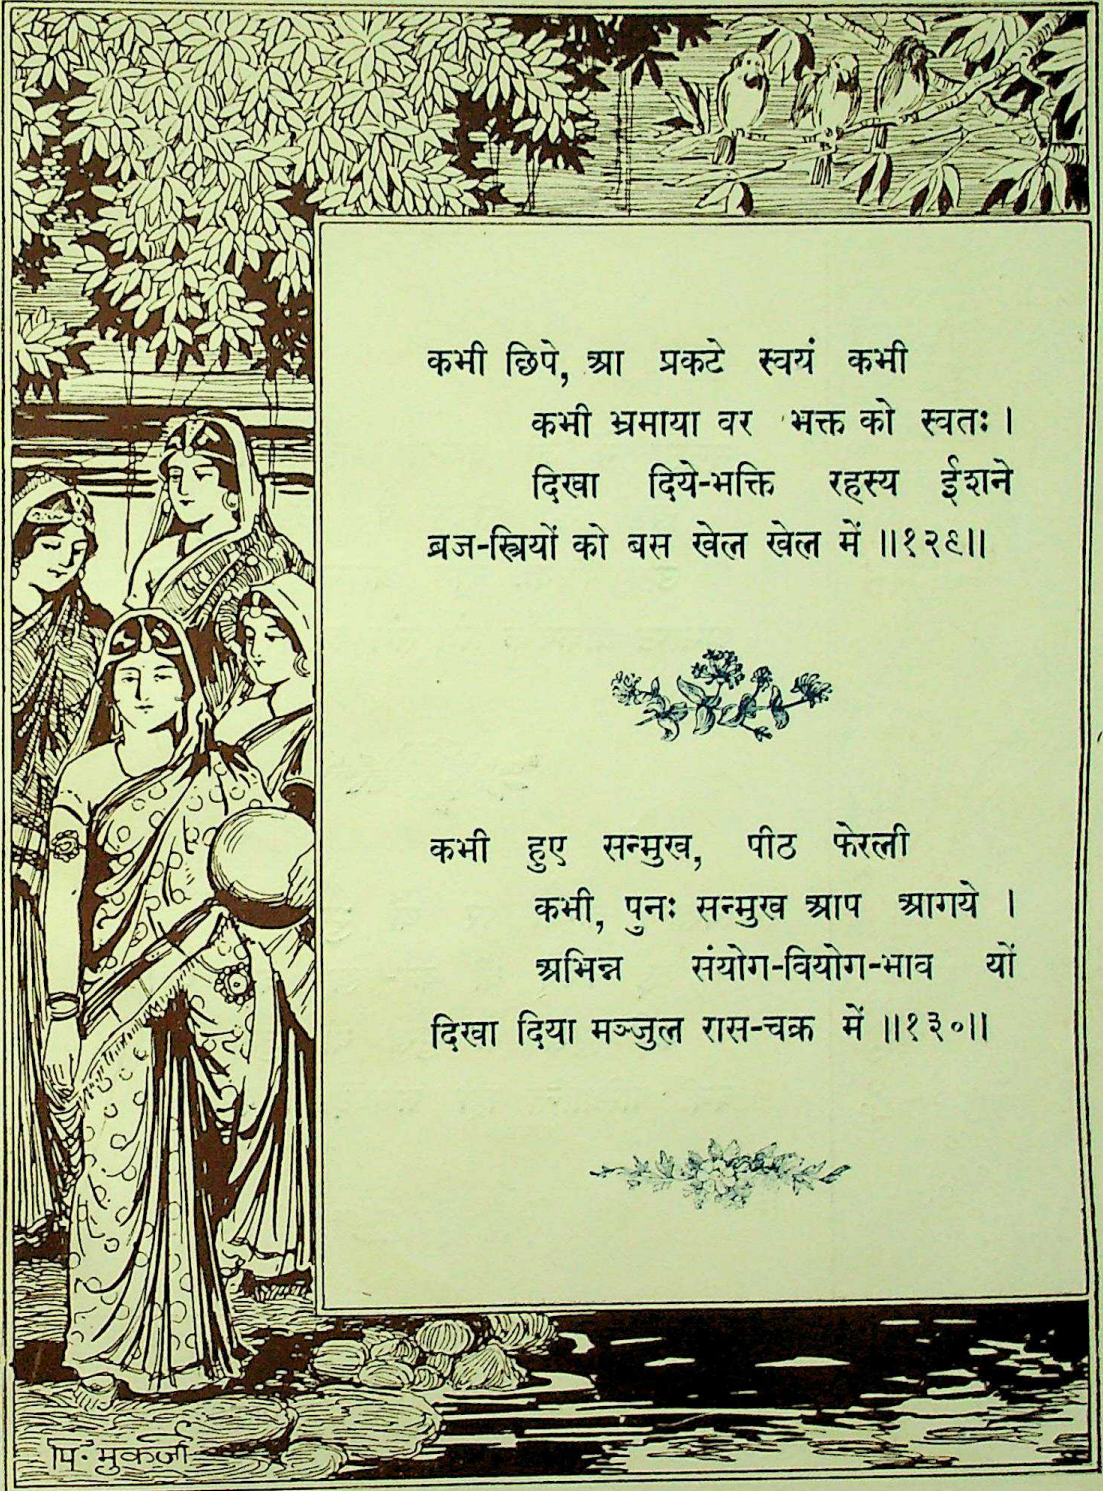 कभी छिपे, आ प्रकटे स्वयं कभी
कभी भ्रमाया वर भक्त को स्वतः ।
दिखा दिये-भक्ति रहस्य ईशने
ब्रज-स्त्रियों को बस खेल खेल में ॥१२९॥
कभी हुए सन्मुख, पीठ फेरली
कभी, पुनः सन्मुख आप आगये ।
अभिन्न संयोग-वियोग-भाव यों
दिखा दिया मञ्जुल रास-चक्र में ॥१३०॥
पि. मुकर्जी